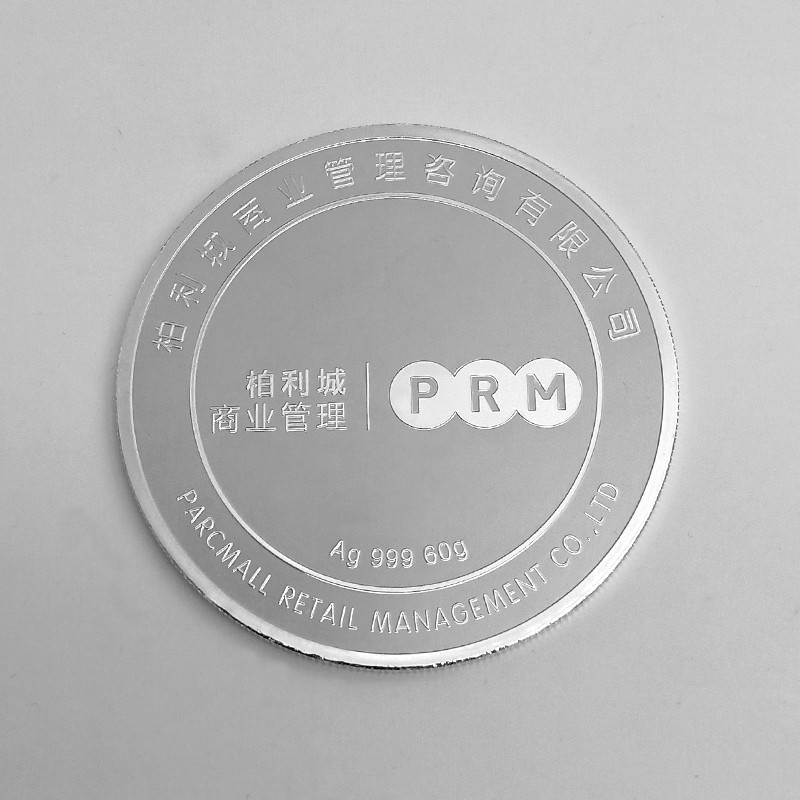 柏利城商业管理咨询有限公司
柏利城
商业管理
PRM
Ag 999 60g
PARCMALL RETAIL MANAGEMENT CO.,LTD